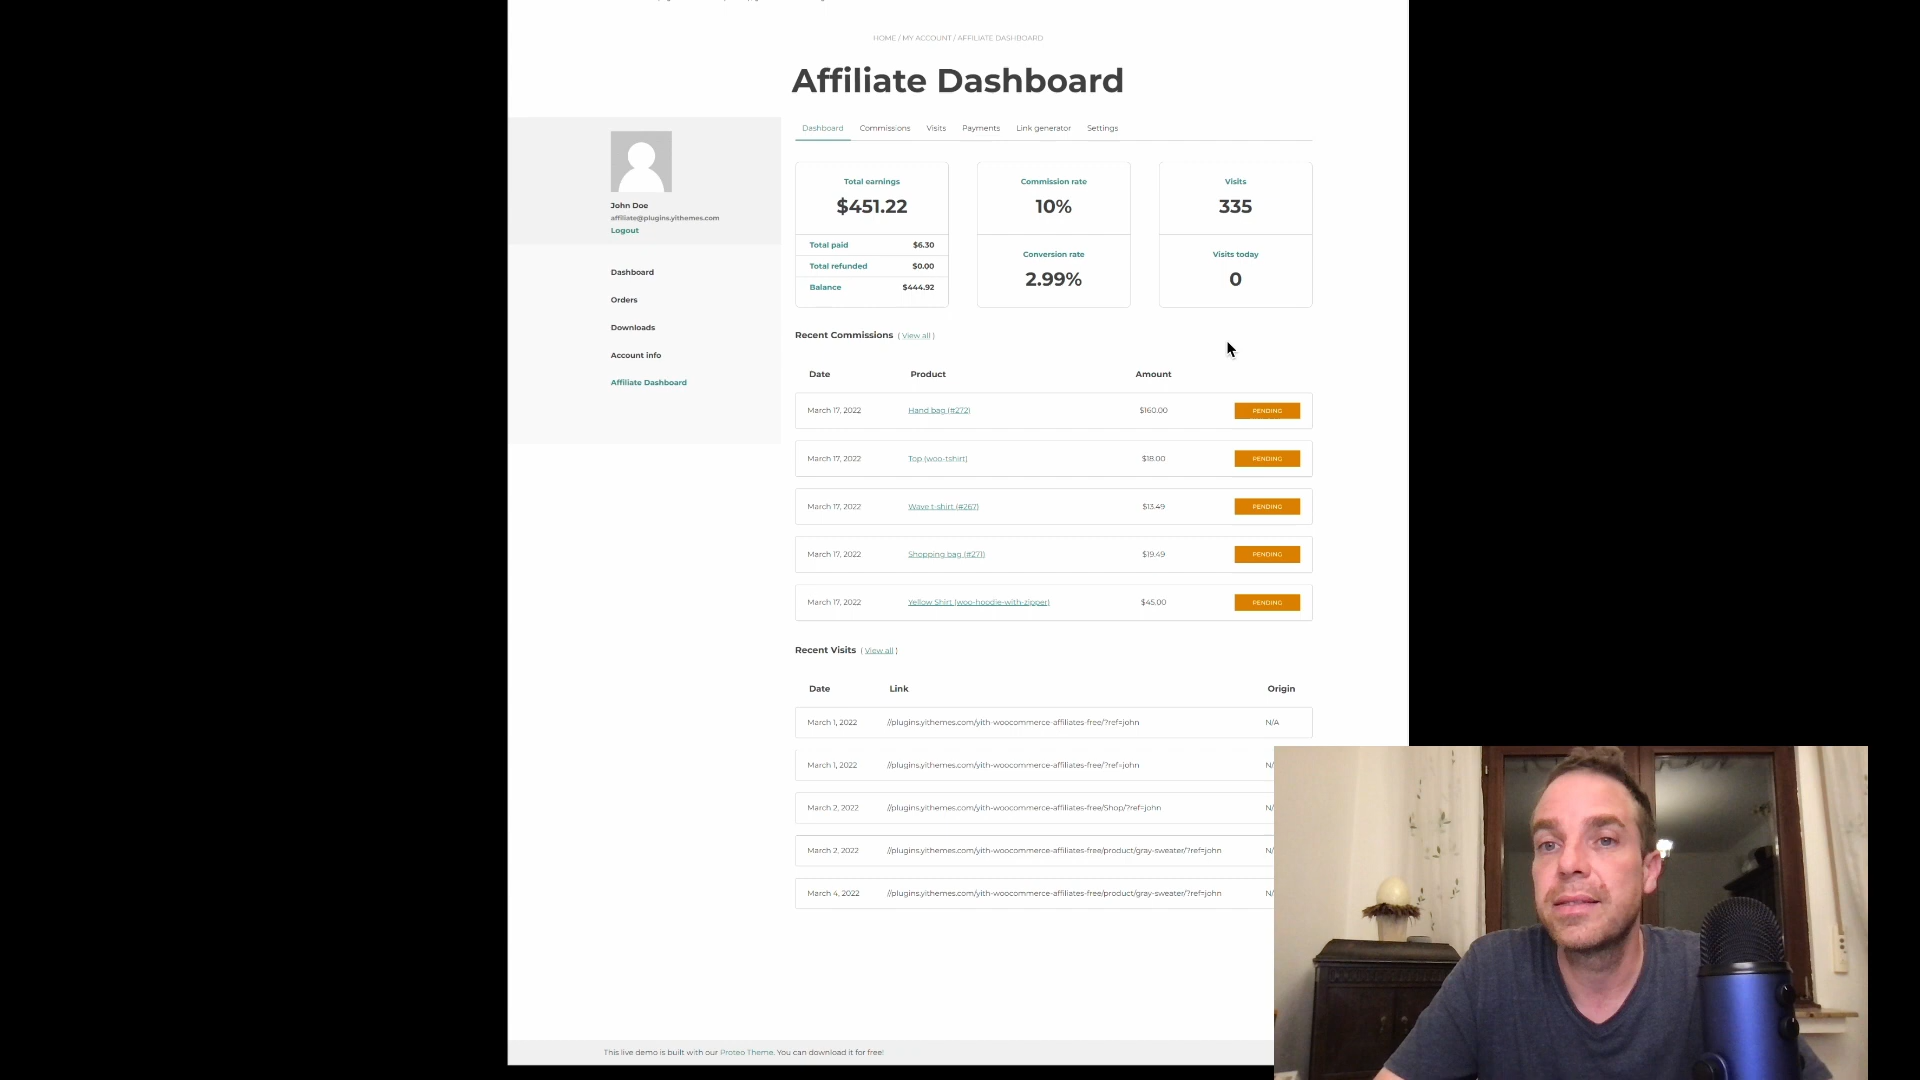 HOME / MY ACCOUNT / AFFILIATE DASHBOARD
Affiliate Dashboard
Dashboard Commissions Visits Payments Link generator Settings
John Doe
affiliate@plugins.yithemes.com
Logout
Dashboard
Orders
Downloads
Account info
Affiliate Dashboard
Total earnings
$451.22
Total paid $6.30
Total refunded $0.00
Balance $444.92
Commission rate
10%
Conversion rate
2.99%
Visits
335
Visits today
0
Recent Commissions ( View all )
Date Product Amount
March 17, 2022 Hand bag (#272) $160.00 PENDING
March 17, 2022 Top (woo-tshirt) $18.00 PENDING
March 17, 2022 Wave t-shirt (#267) $13.49 PENDING
March 17, 2022 Shopping bag (#271) $19.49 PENDING
March 17, 2022 Yellow Shirt (woo-hoodie-with-zipper) $45.00 PENDING
Recent Visits ( View all )
Date Link Origin
March 1, 2022 //plugins.yithemes.com/yith-woocommerce-affiliates-free/?ref=john N/A
March 1, 2022 //plugins.yithemes.com/yith-woocommerce-affiliates-free/?ref=john N/
March 2, 2022 //plugins.yithemes.com/yith-woocommerce-affiliates-free/Shop/?ref=john N/
March 2, 2022 //plugins.yithemes.com/yith-woocommerce-affiliates-free/product/gray-sweater/?ref=john N/
March 4, 2022 //plugins.yithemes.com/yith-woocommerce-affiliates-free/product/gray-sweater/?ref=john N/
This live demo is built with our Proteo Theme. You can download it for free!